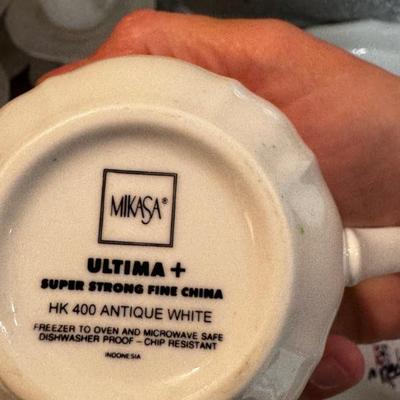 MIKASA®
ULTIMA +
SUPER STRONG FINE CHINA
HK 400 ANTIQUE WHITE
FREEZER TO OVEN AND MICROWAVE SAFE
DISHWASHER PROOF – CHIP RESISTANT
INDONESIA